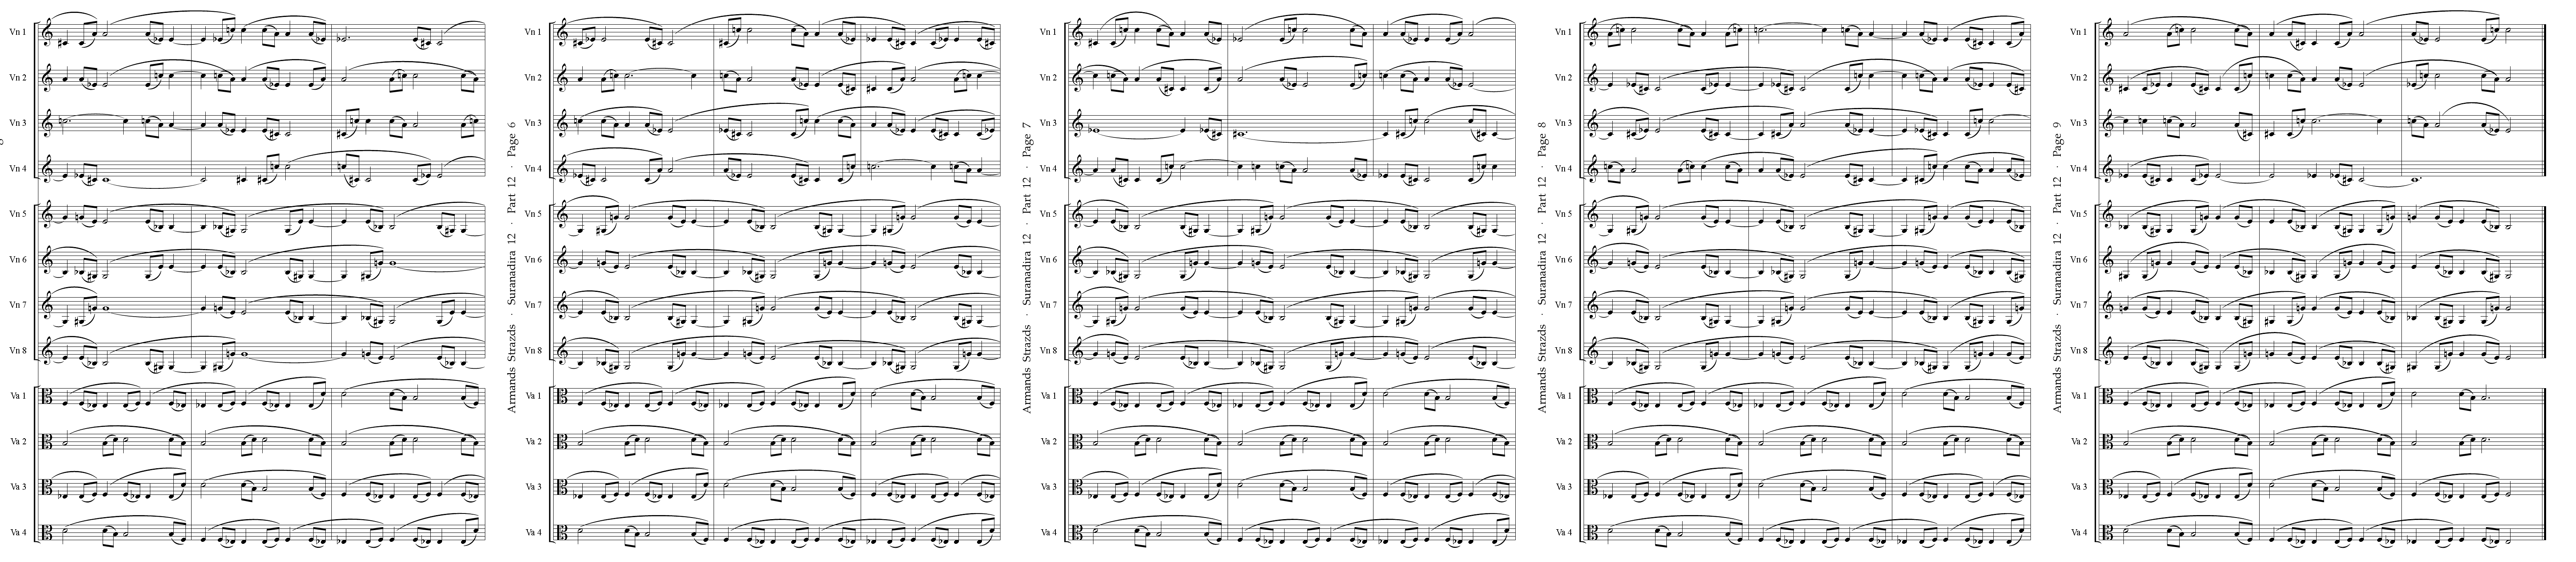 Vn 1
Vn 2
Vn 3
Vn 4
Vn 5
Vn 6
Vn 7
Vn 8
Va 1
Va 2
Va 3
Va 4
Armands Strazds · Suranadira 12 · Part 12 · Page 6
Vn 1
Vn 2
Vn 3
Vn 4
Vn 5
Vn 6
Vn 7
Vn 8
Va 1
Va 2
Va 3
Va 4
Armands Strazds · Suranadira 12 · Part 12 · Page 7
Vn 1
Vn 2
Vn 3
Vn 4
Vn 5
Vn 6
Vn 7
Vn 8
Va 1
Va 2
Va 3
Va 4
Armands Strazds · Suranadira 12 · Part 12 · Page 8
Vn 1
Vn 2
Vn 3
Vn 4
Vn 5
Vn 6
Vn 7
Vn 8
Va 1
Va 2
Va 3
Va 4
Armands Strazds · Suranadira 12 · Part 12 · Page 9
Vn 1
Vn 2
Vn 3
Vn 4
Vn 5
Vn 6
Vn 7
Vn 8
Va 1
Va 2
Va 3
Va 4